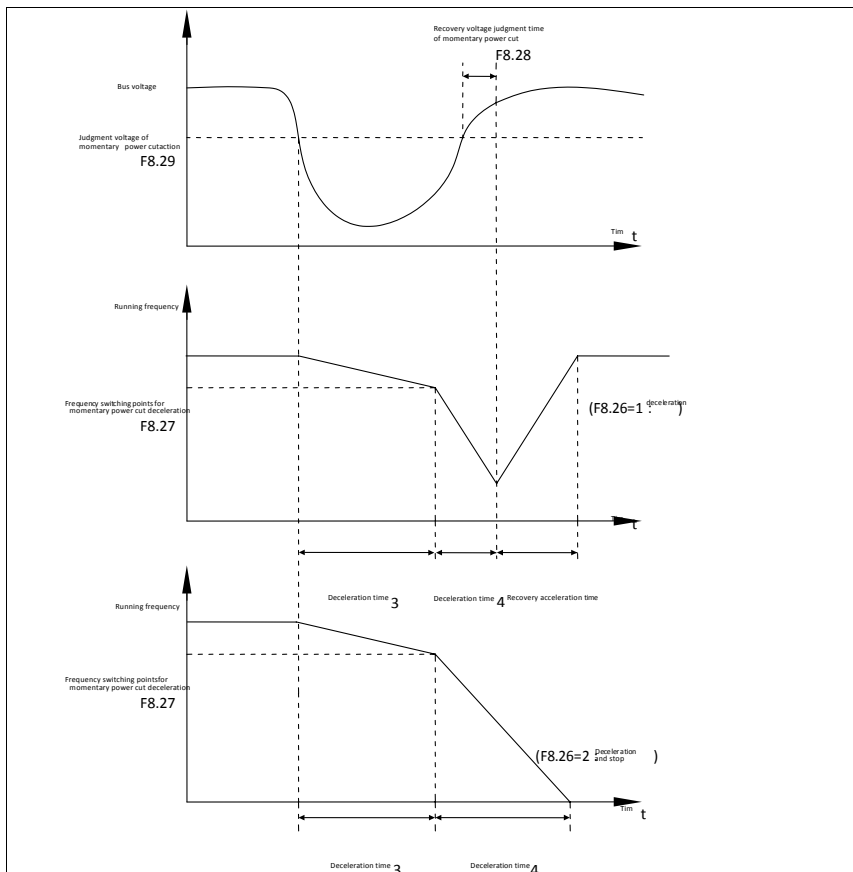 Recovery voltage judgment time
of momentary power cut
F8.28
Bus voltage
Judgment voltage of
momentary power cutaction
F8.29
Tim t
Running frequency
Frequency switching points for
momentary power cut deceleration
F8.27
(F8.26=1 : deceleration )
t
Deceleration time 3
Deceleration time 4
Recovery acceleration time
Running frequency
Frequency switching pointsfor
momentary power cut deceleration
F8.27
(F8.26=2 : Deceleration
and stop )
Tim t
Deceleration time 3
Deceleration time 4